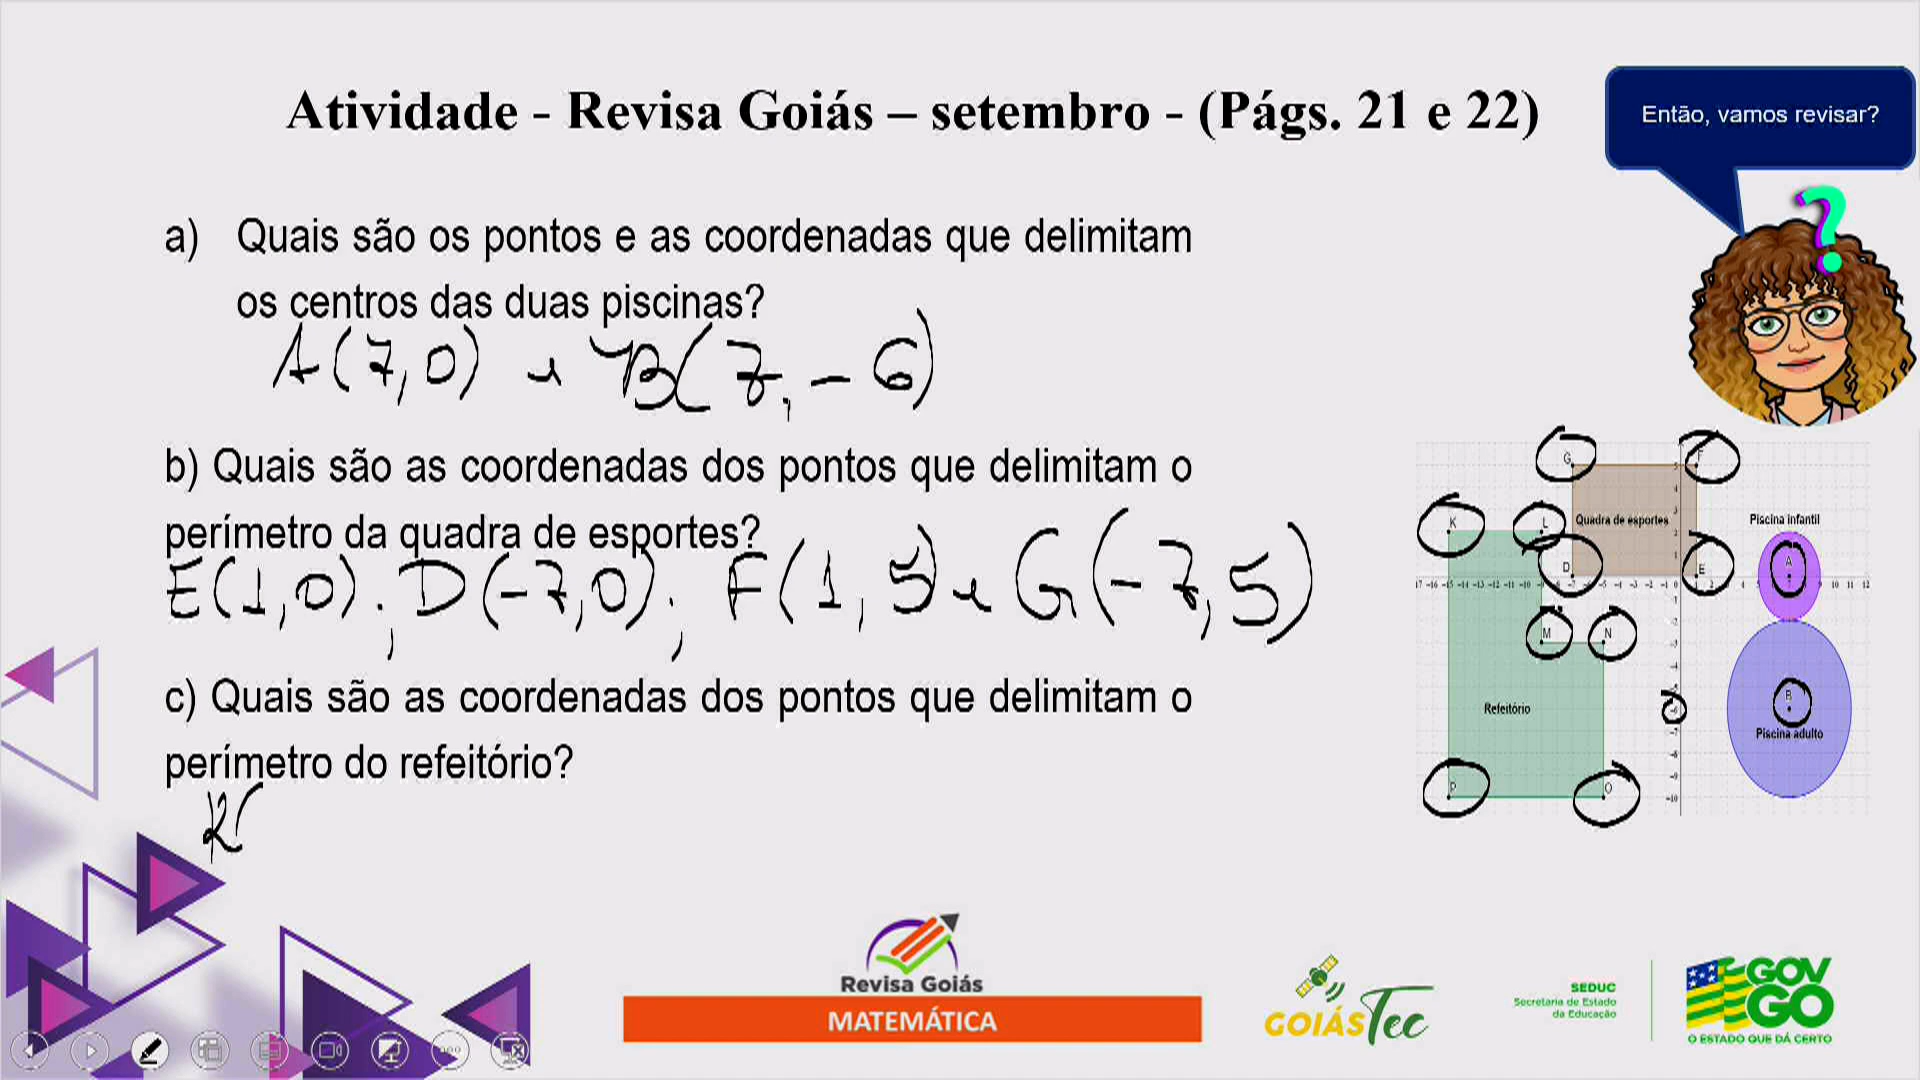 Atividade - Revisa Goiás – setembro - (Págs. 21 e 22)
Então, vamos revisar?
a) Quais são os pontos e as coordenadas que delimitam
os centros das duas piscinas?
A(7,0) e B(7,-6)
b) Quais são as coordenadas dos pontos que delimitam o
perímetro da quadra de esportes?
E(1,0); D(-7,0); F(1,5) e G(-7,5)
c) Quais são as coordenadas dos pontos que delimitam o
perímetro do refeitório?
K(
G F
K L Quadra de esportes Piscina infantil
D E A
M N
Refeitório
B
Piscina adulto
P O
Revisa Goiás
MATEMÁTICA
GOIÁSTec
SEDUC
Secretaria de Estado
da Educação
GOV
GO
O ESTADO QUE DÁ CERTO